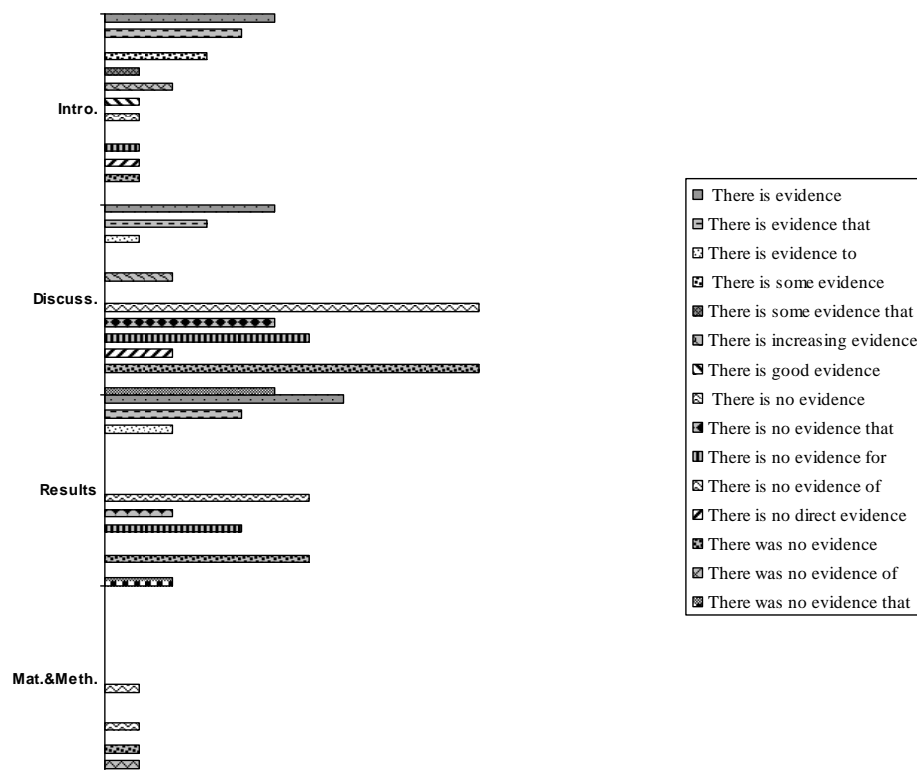 Intro.
Discuss.
Results
Mat.&Meth.
There is evidence
There is evidence that
There is evidence to
There is some evidence
There is some evidence that
There is increasing evidence
There is good evidence
There is no evidence
There is no evidence that
There is no evidence for
There is no evidence of
There is no direct evidence
There was no evidence
There was no evidence of
There was no evidence that